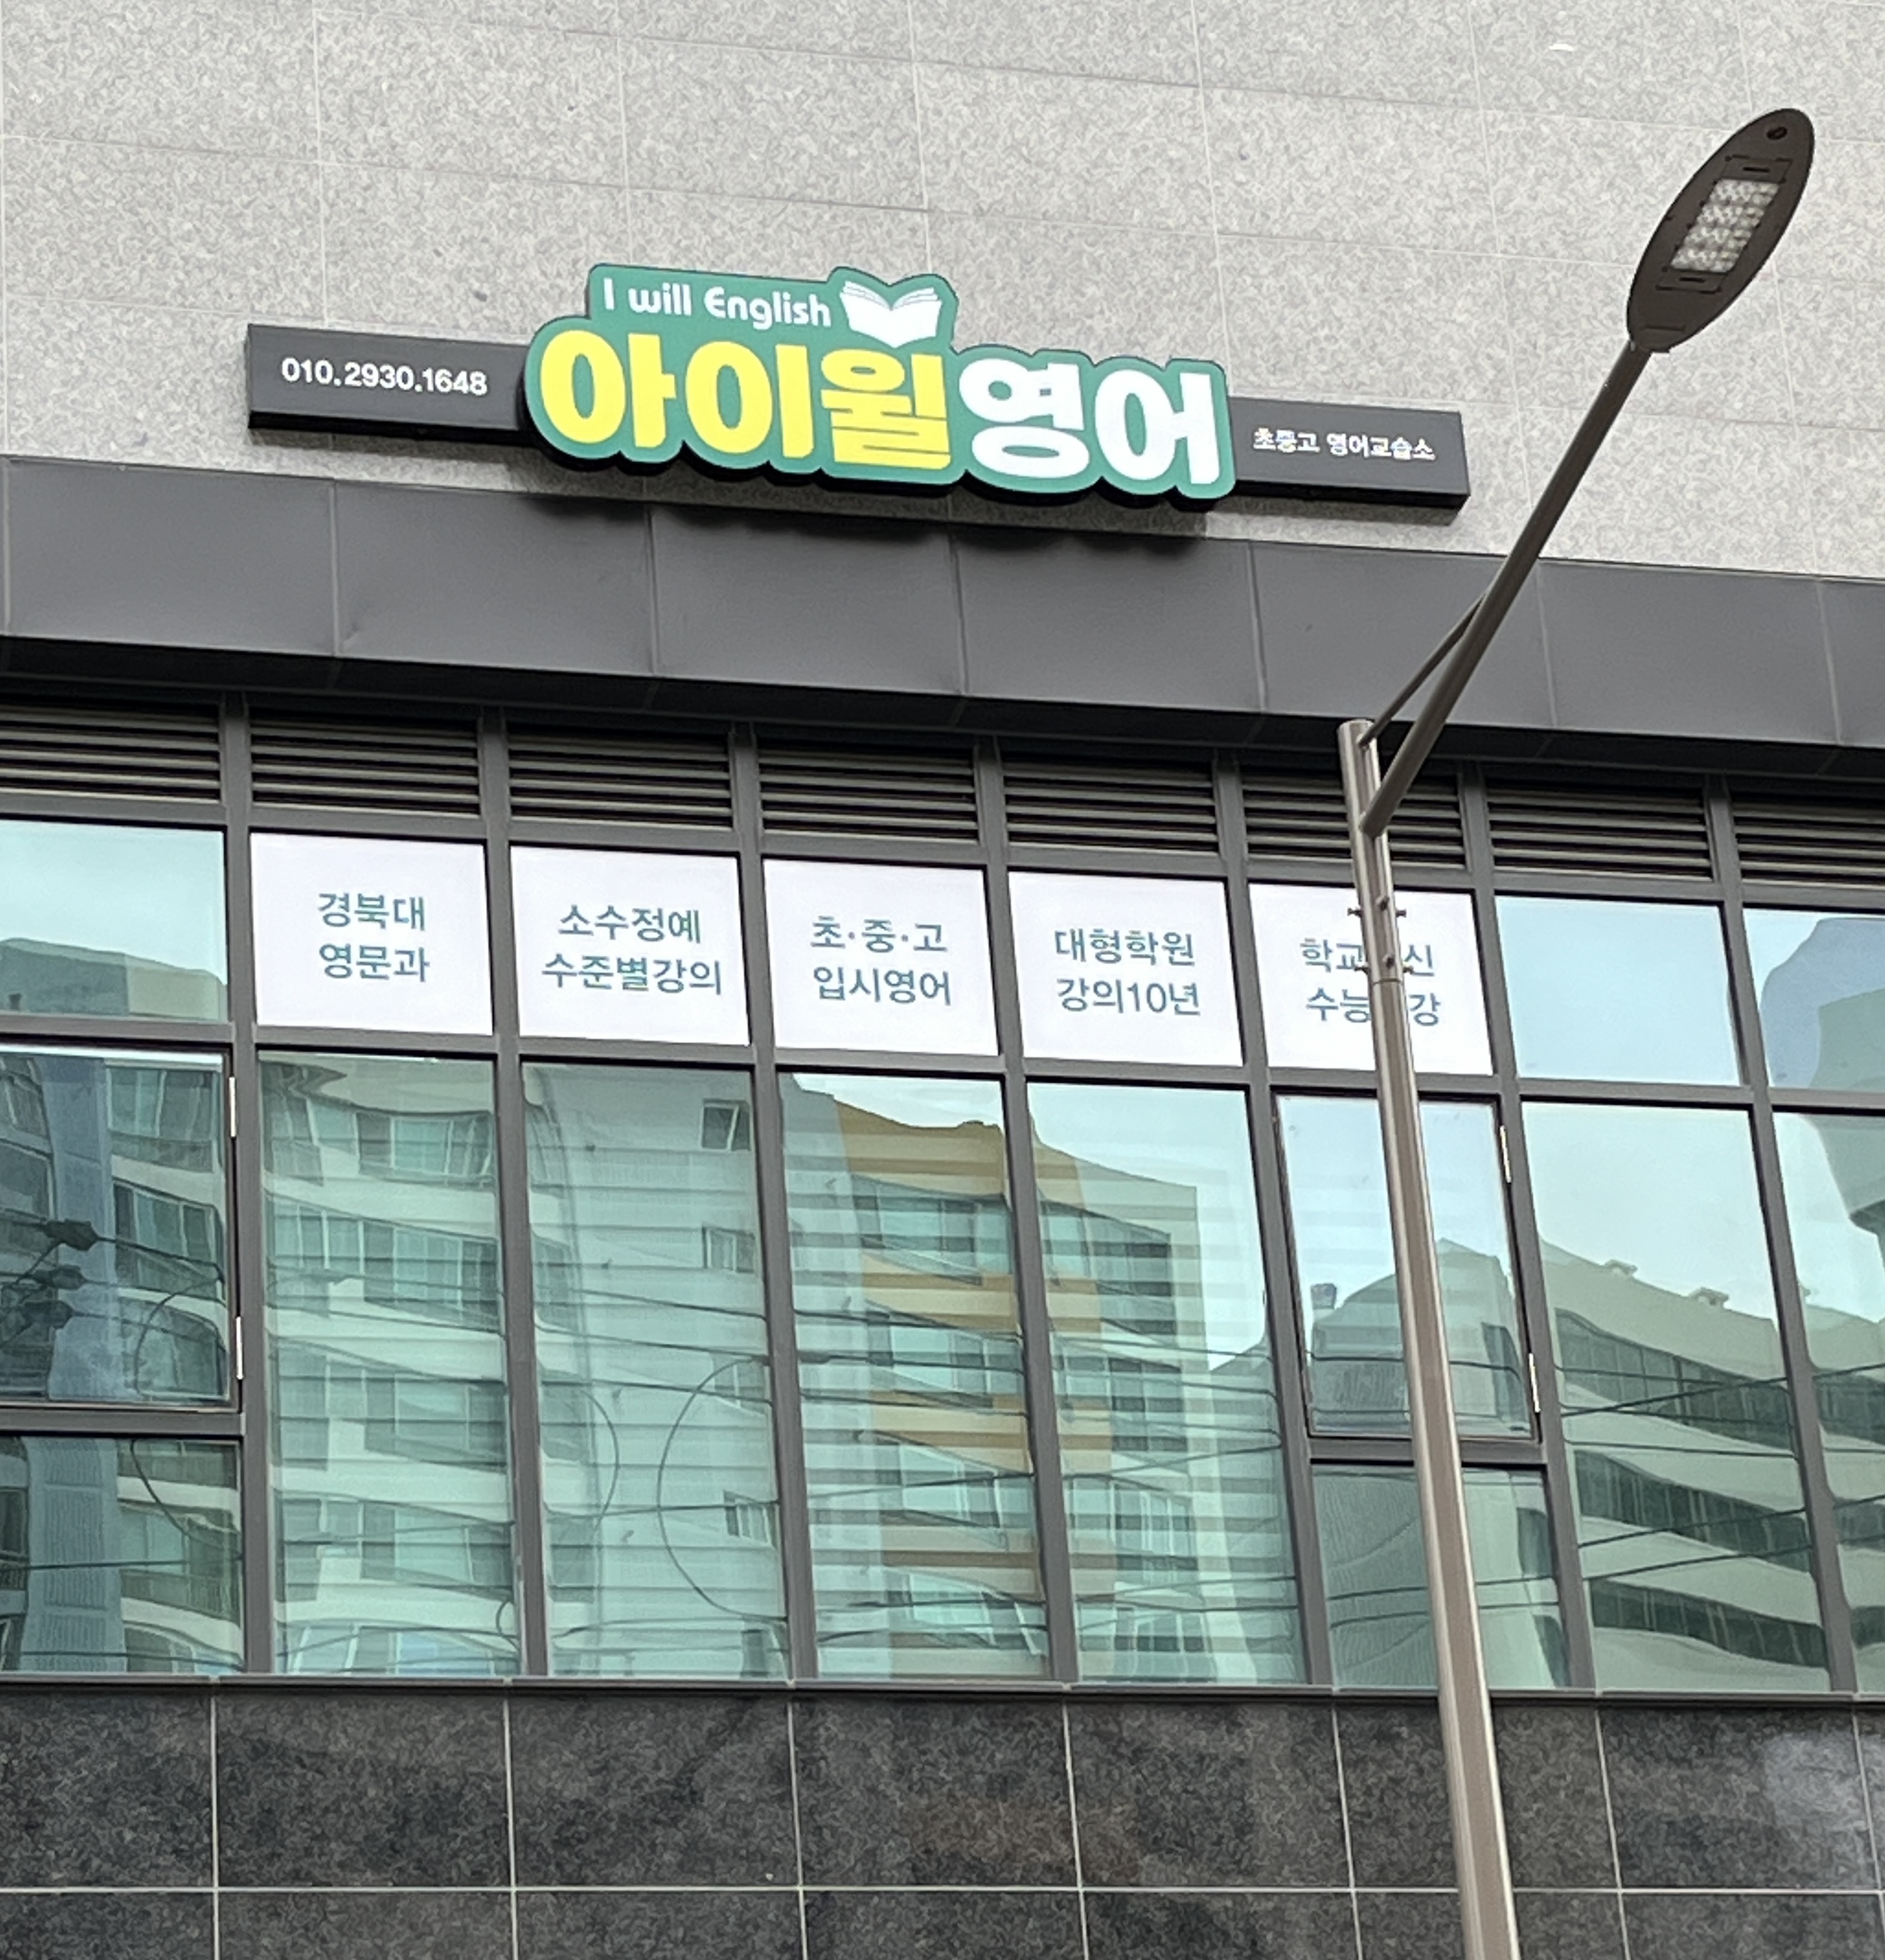 I will English
010.2930.1648
아이윌영어
초중고 영어교습소
경북대
영문과
소수정예
수준별강의
초·중·고
입시영어
대형학원
강의10년